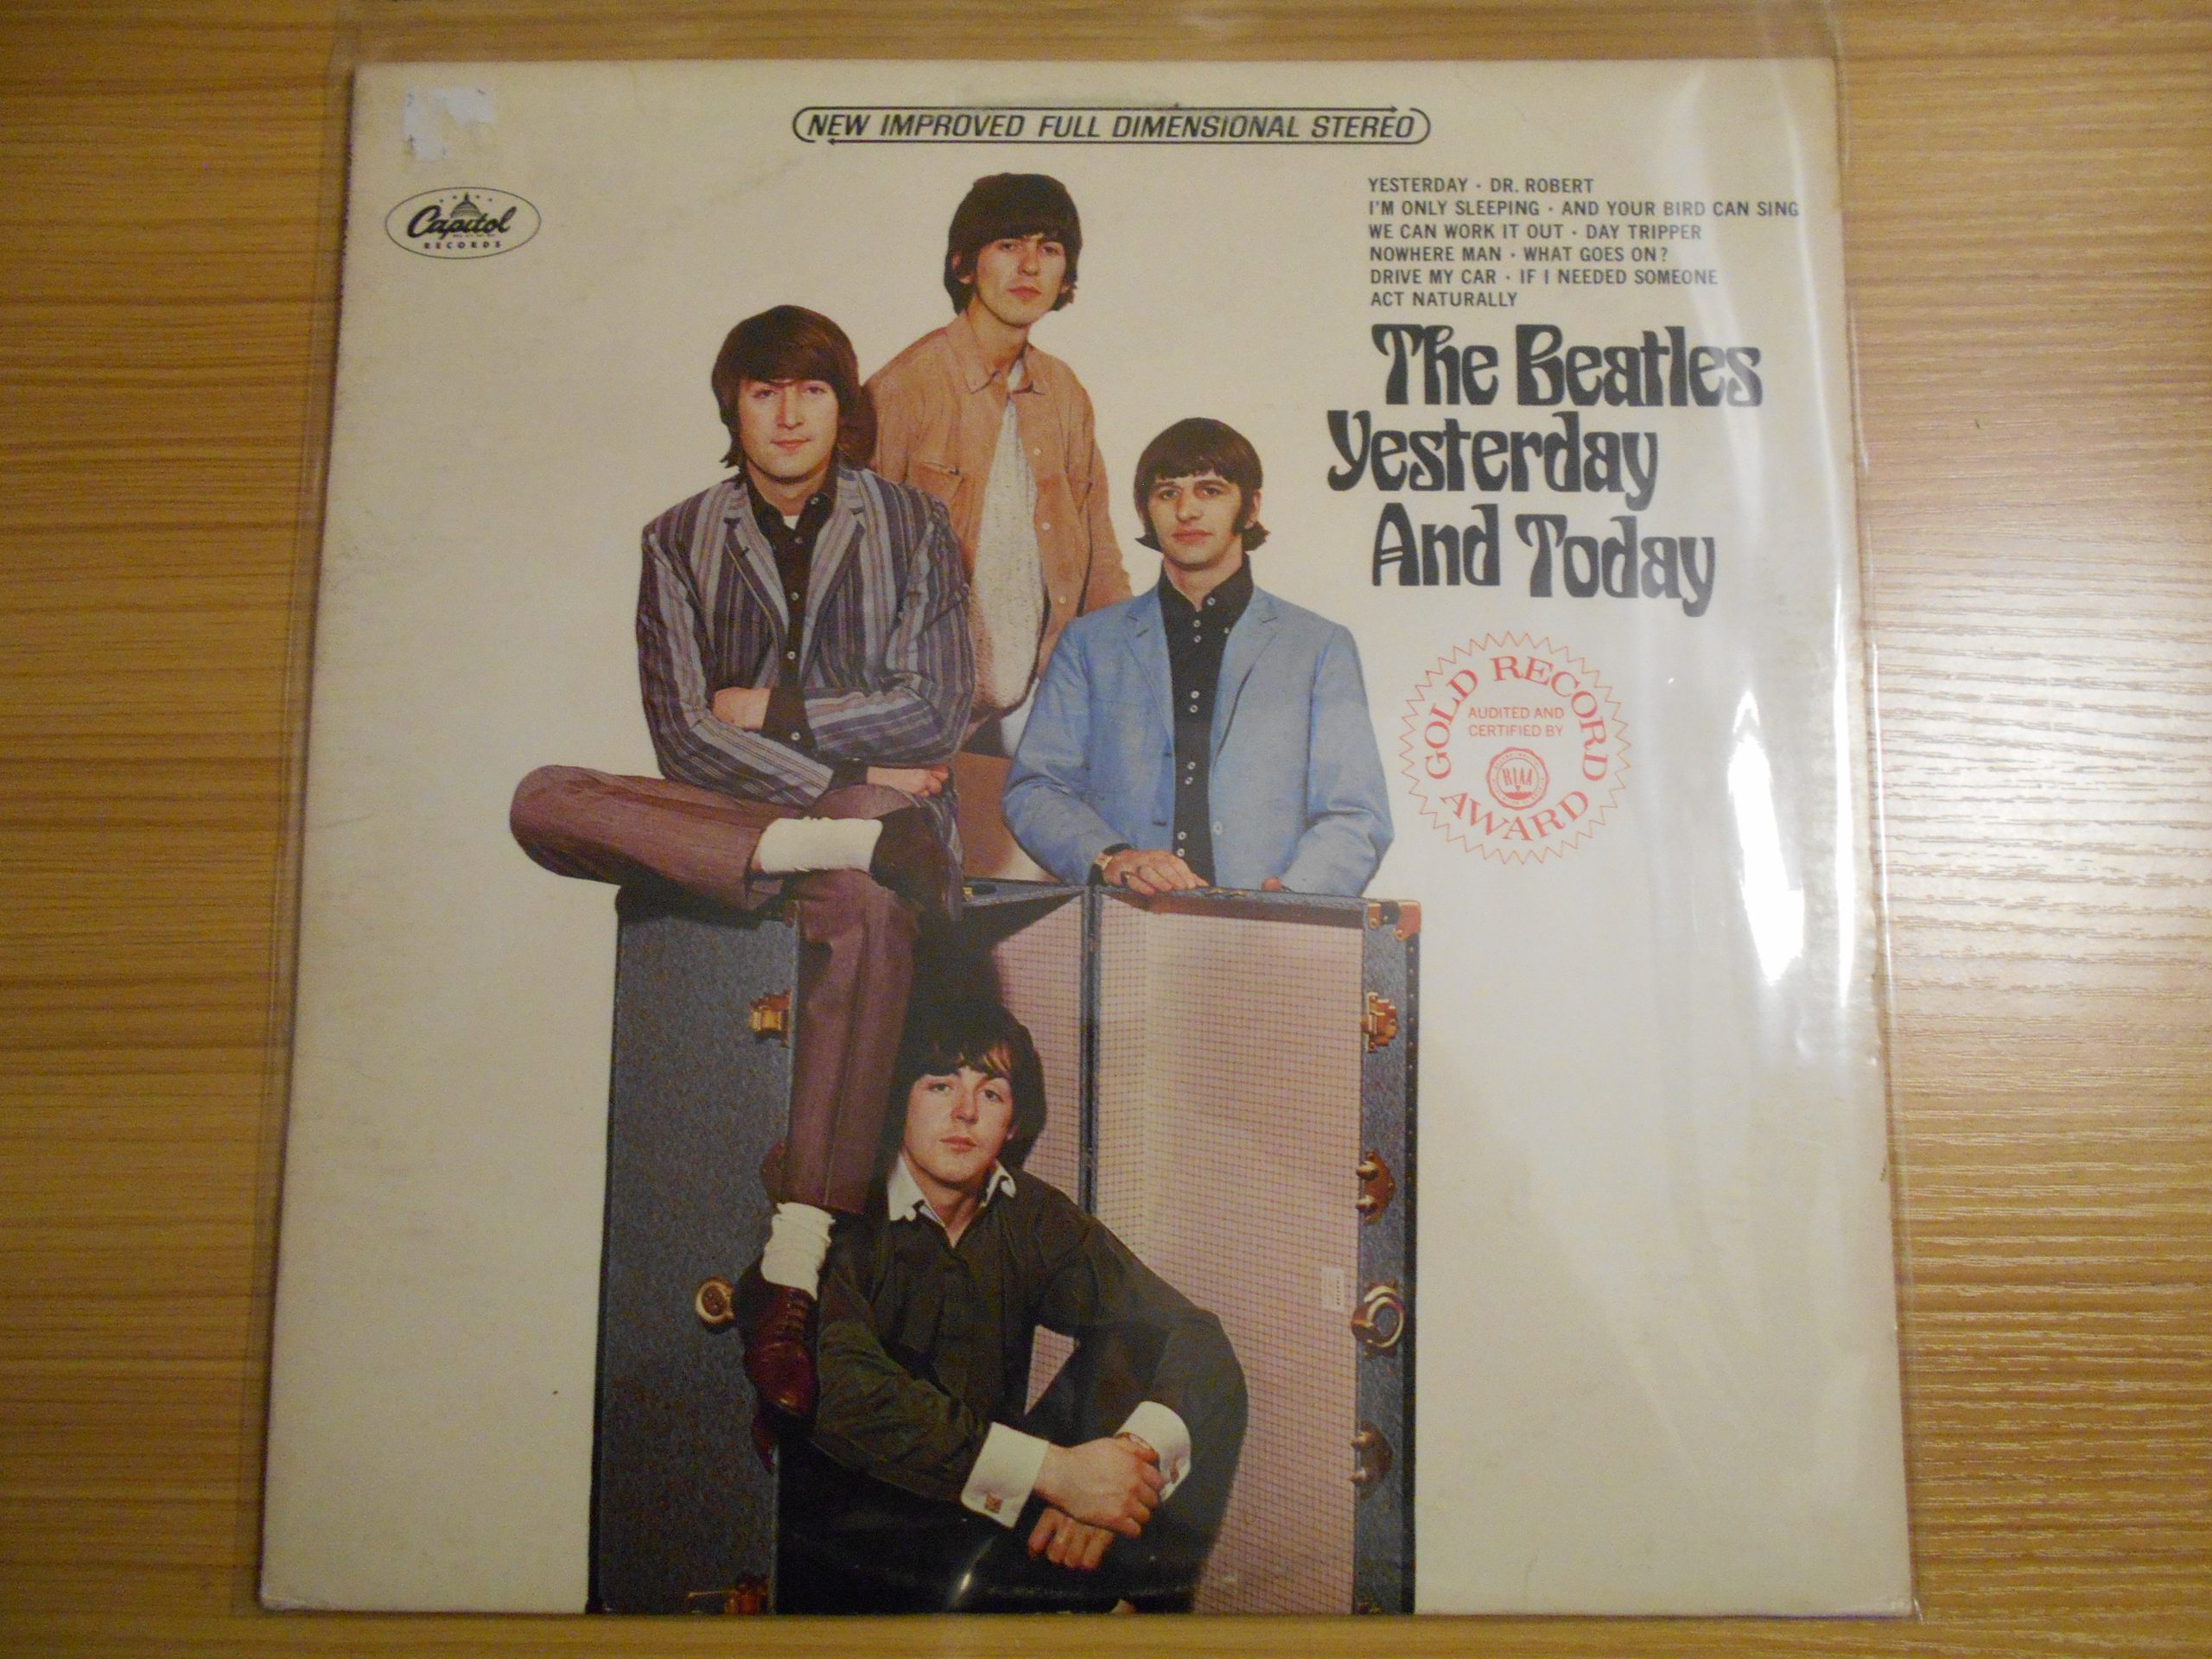 NEW IMPROVED FULL DIMENSIONAL STEREO
Capitol
RECORDS
YESTERDAY · DR. ROBERT
I'M ONLY SLEEPING · AND YOUR BIRD CAN SING
WE CAN WORK IT OUT · DAY TRIPPER
NOWHERE MAN · WHAT GOES ON?
DRIVE MY CAR · IF I NEEDED SOMEONE
ACT NATURALLY
The Beatles
Yesterday
And Today
GOLD RECORD
AUDITED AND
CERTIFIED BY
RIAA
AWARD